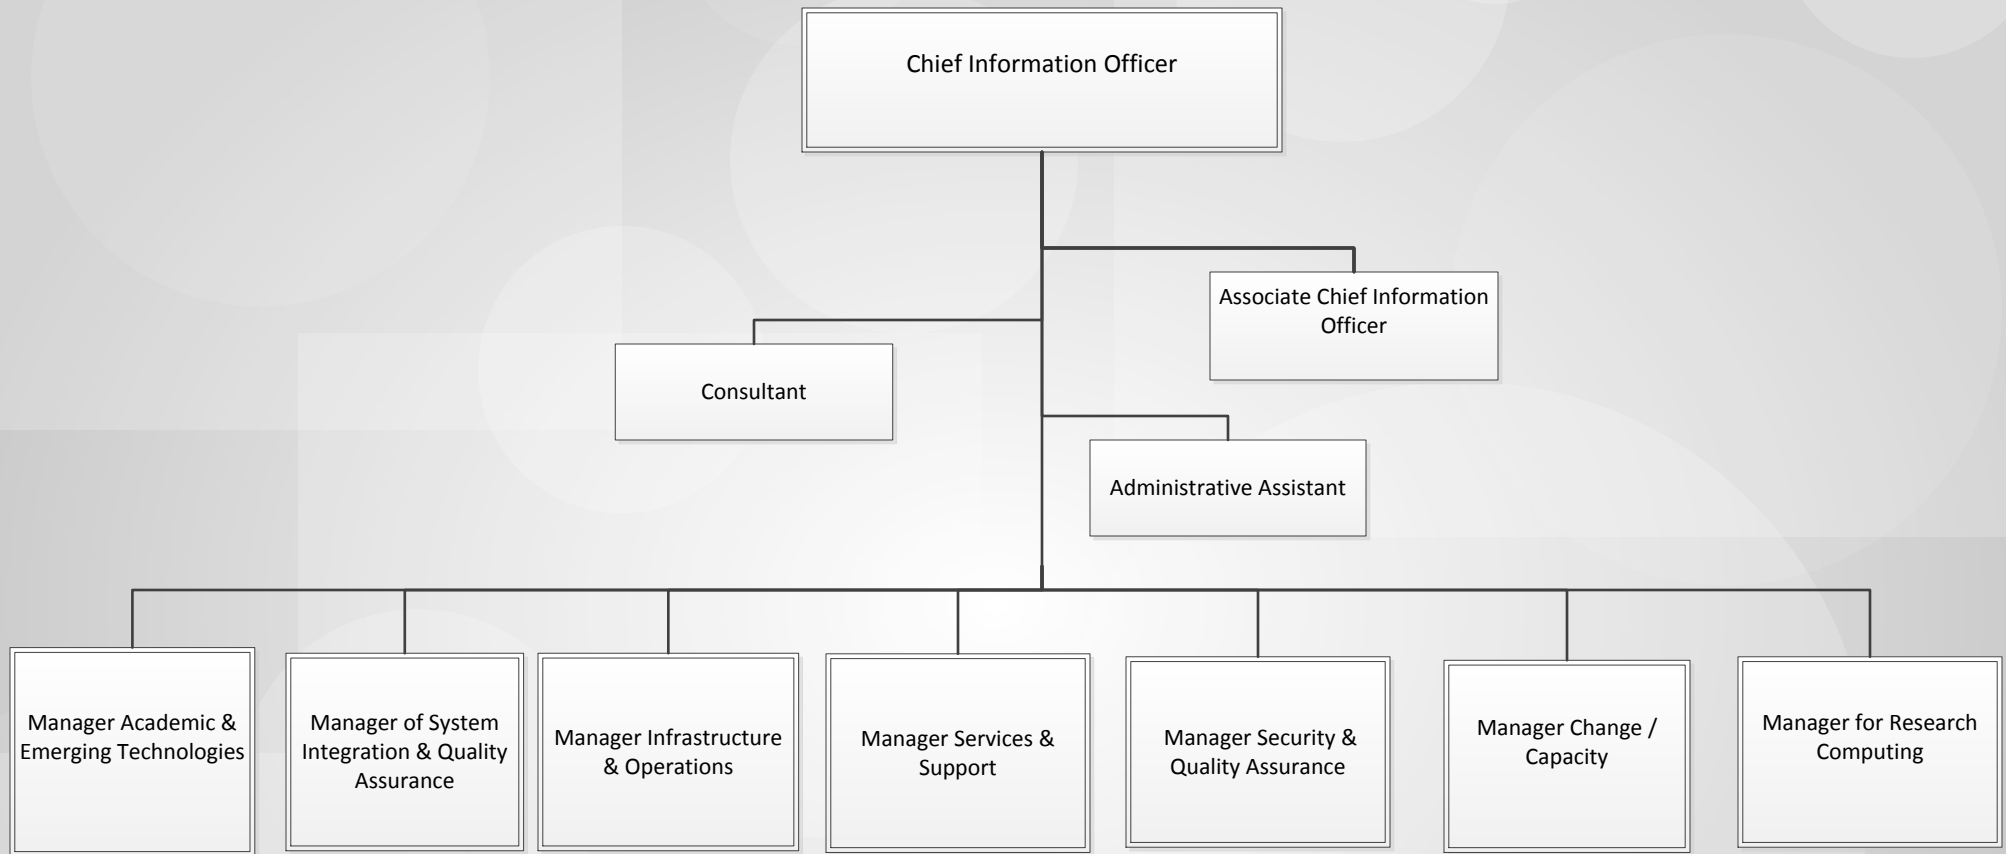 Chief Information Officer
Associate Chief Information
Officer
Consultant
Administrative Assistant
Manager Academic &
Emerging Technologies
Manager of System
Integration & Quality
Assurance
Manager Infrastructure
& Operations
Manager Services &
Support
Manager Security &
Quality Assurance
Manager Change /
Capacity
Manager for Research
Computing